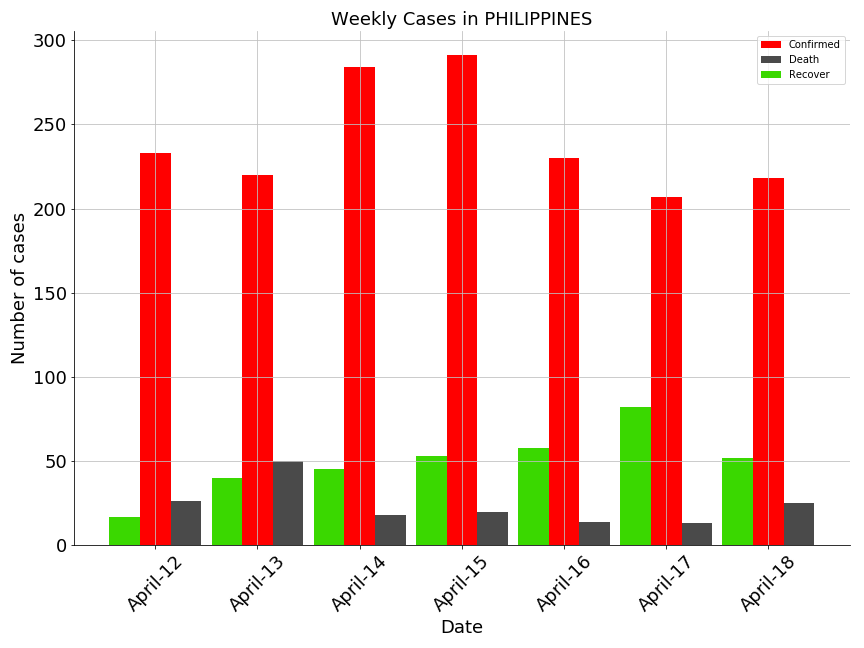 Weekly Cases in PHILIPPINES
Confirmed
Death
Recover
Number of cases
300
250
200
150
100
50
0
April-12
April-13
April-14
April-15
April-16
April-17
April-18
Date